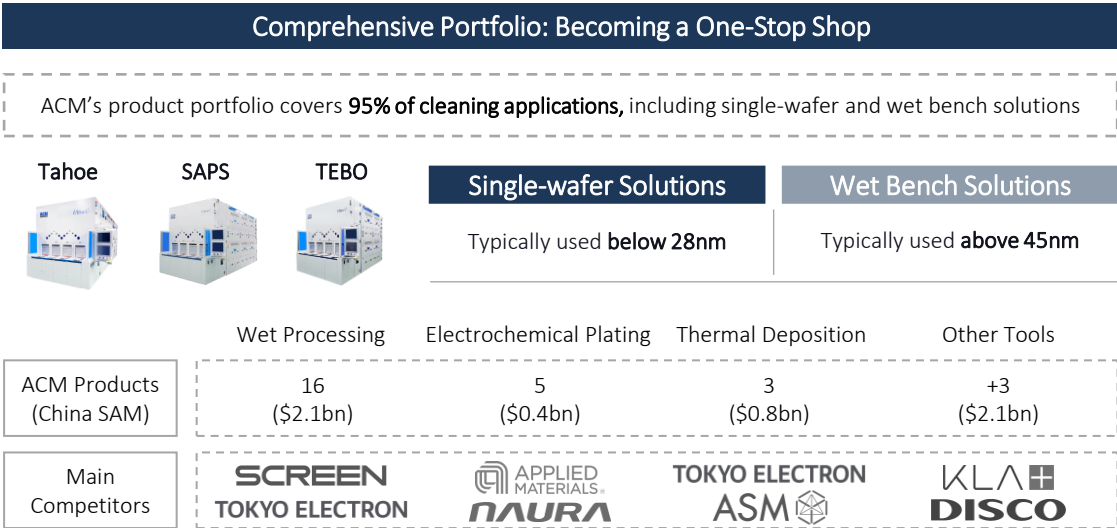 Comprehensive Portfolio: Becoming a One-Stop Shop
ACM's product portfolio covers 95% of cleaning applications, including single-wafer and wet bench solutions
Tahoe
SAPS
TEBO
Single-wafer Solutions
Wet Bench Solutions
Typically used below 28nm
Typically used above 45nm
Wet Processing
Electrochemical Plating
Thermal Deposition
Other Tools
ACM Products
(China SAM)
16
($2.1bn)
5
($0.4bn)
3
($0.8bn)
+3
($2.1bn)
Main
Competitors
SCREEN
TOKYO ELECTRON
APPLIED
MATERIALS®
NAURA
TOKYO ELECTRON
ASM
KLA
DISCO